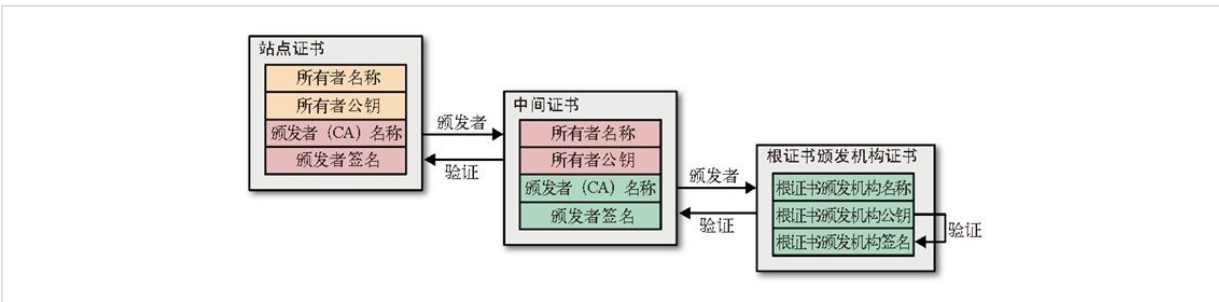 站点证书
所有者名称
所有者公钥
颁发者（CA）名称
颁发者签名
颁发者
验证
中间证书
所有者名称
所有者公钥
颁发者（CA）名称
颁发者签名
颁发者
验证
根证书颁发机构证书
根证书颁发机构名称
根证书颁发机构公钥
根证书颁发机构签名
验证